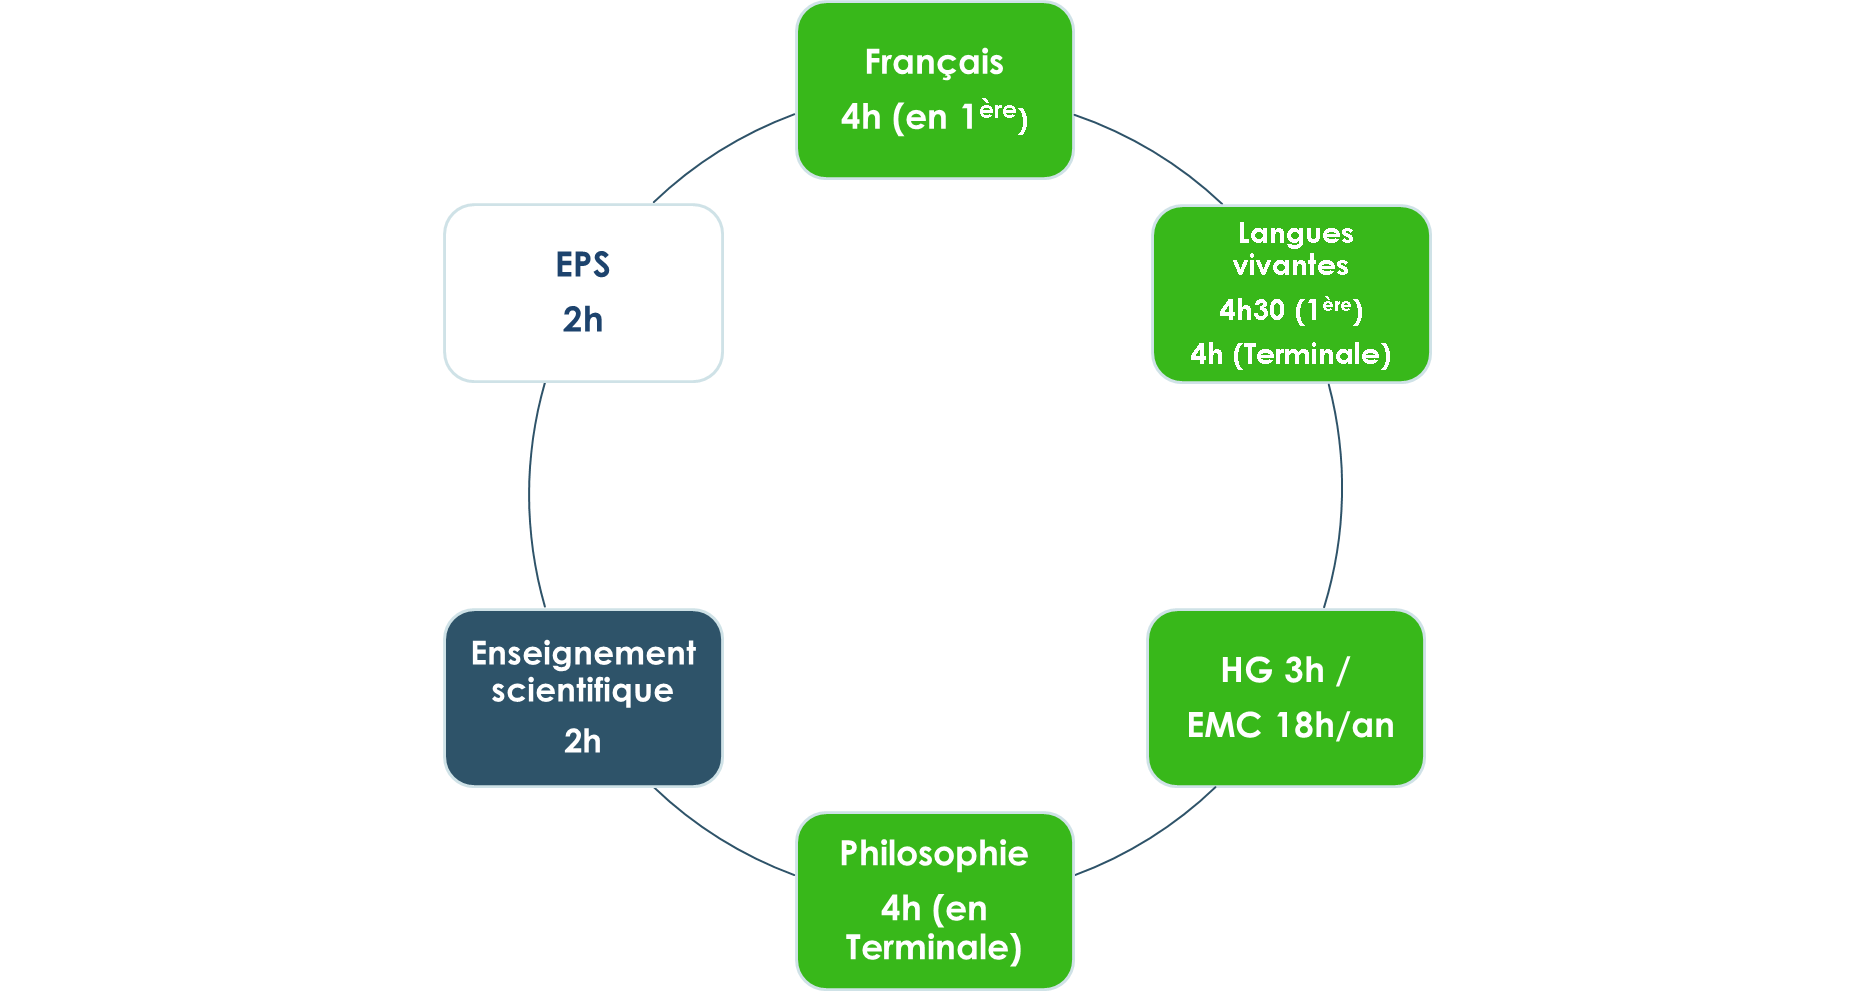 Français
4h (en 1ère)
Langues
vivantes
4h30 (1ère)
4h (Terminale)
HG 3h /
EMC 18h/an
Philosophie
4h (en
Terminale)
Enseignement
scientifique
2h
EPS
2h